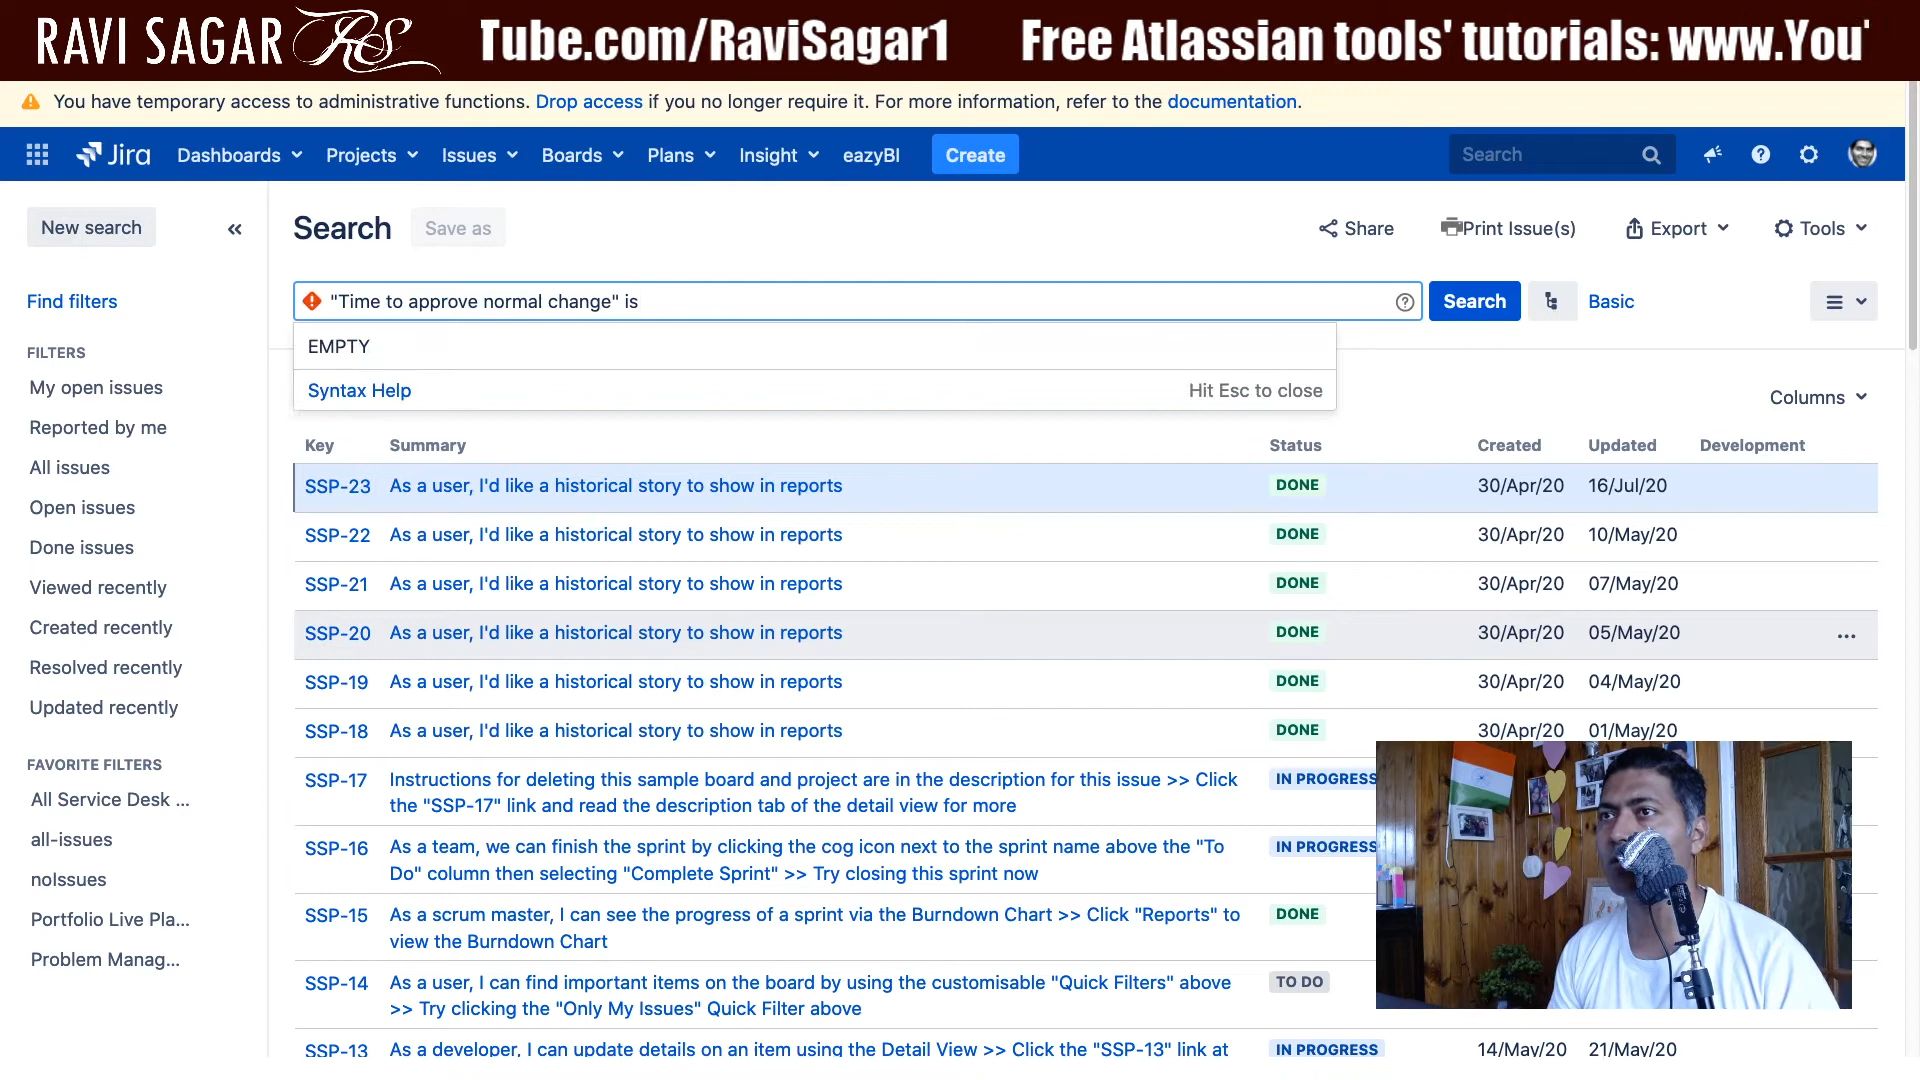 RAVI SAGAR RS Tube.com/RaviSagar1 Free Atlassian tools' tutorials: www.You'
You have temporary access to administrative functions. Drop access if you no longer require it. For more information, refer to the documentation.
Jira Dashboards Projects Issues Boards Plans Insight eazyBI Create Search
New search «
Search Save as Share Print Issue(s) Export Tools
Find filters
"Time to approve normal change" is Search Basic
EMPTY
Syntax Help Hit Esc to close
FILTERS
My open issues
Reported by me
All issues
Open issues
Done issues
Viewed recently
Created recently
Resolved recently
Updated recently
FAVORITE FILTERS
All Service Desk ...
all-issues
noIssues
Portfolio Live Pla...
Problem Manag...
Columns
Key Summary Status Created Updated Development
SSP-23 As a user, I'd like a historical story to show in reports DONE 30/Apr/20 16/Jul/20
SSP-22 As a user, I'd like a historical story to show in reports DONE 30/Apr/20 10/May/20
SSP-21 As a user, I'd like a historical story to show in reports DONE 30/Apr/20 07/May/20
SSP-20 As a user, I'd like a historical story to show in reports DONE 30/Apr/20 05/May/20 ...
SSP-19 As a user, I'd like a historical story to show in reports DONE 30/Apr/20 04/May/20
SSP-18 As a user, I'd like a historical story to show in reports DONE 30/Apr/20 01/May/20
SSP-17 Instructions for deleting this sample board and project are in the description for this issue >> Click IN PROGRESS
the "SSP-17" link and read the description tab of the detail view for more
SSP-16 As a team, we can finish the sprint by clicking the cog icon next to the sprint name above the "To IN PROGRESS
Do" column then selecting "Complete Sprint" >> Try closing this sprint now
SSP-15 As a scrum master, I can see the progress of a sprint via the Burndown Chart >> Click "Reports" to DONE
view the Burndown Chart
SSP-14 As a user, I can find important items on the board by using the customisable "Quick Filters" above TO DO
>> Try clicking the "Only My Issues" Quick Filter above
SSP-13 As a developer, I can update details on an item using the Detail View >> Click the "SSP-13" link at IN PROGRESS 14/May/20 21/May/20